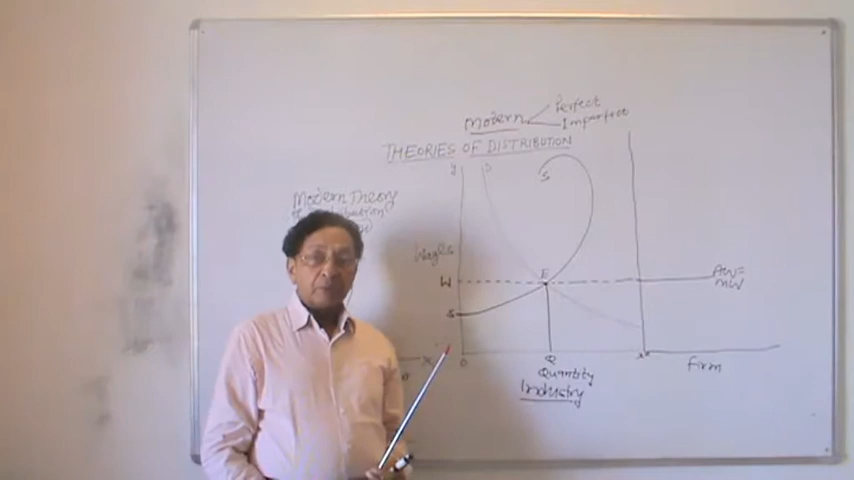 Modern
Perfect
Imperfect
THEORIES OF DISTRIBUTION
Modern Theory
Y
D
S
Wages
W
E
AW=
MW
S
X
O
Q
X
Quantity
Firm
Industry